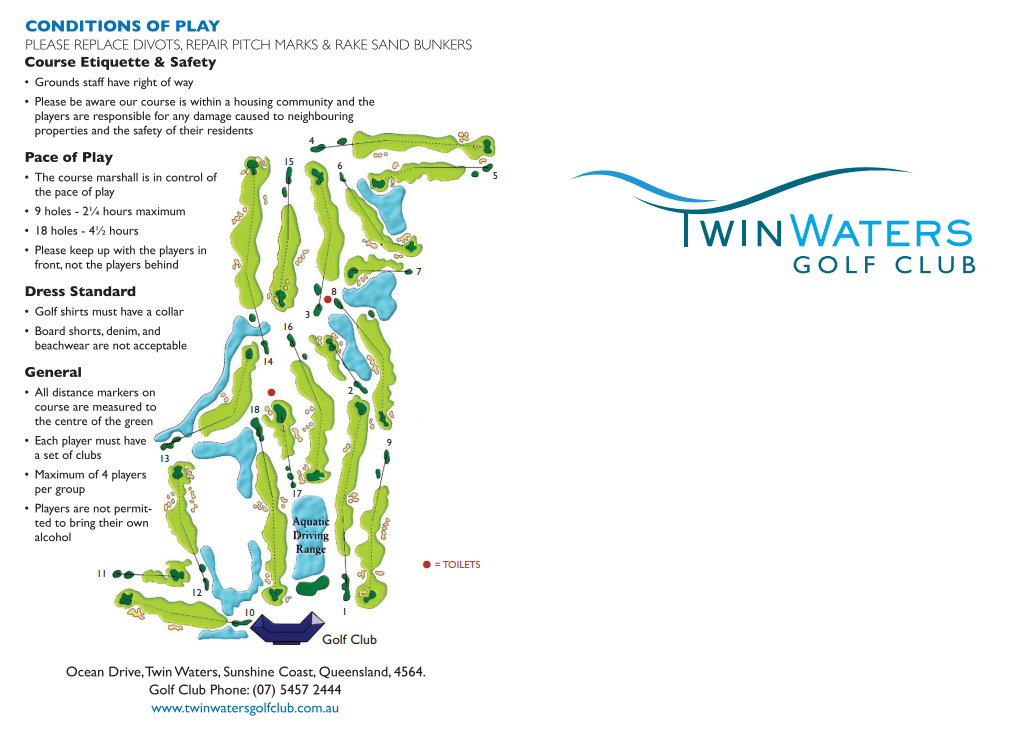 CONDITIONS OF PLAY
PLEASE REPLACE DIVOTS, REPAIR PITCH MARKS & RAKE SAND BUNKERS
Course Etiquette & Safety
• Grounds staff have right of way
• Please be aware our course is within a housing community and the
players are responsible for any damage caused to neighbouring
properties and the safety of their residents
Pace of Play
• The course marshall is in control of
the pace of play
• 9 holes - 2¼ hours maximum
• 18 holes - 4½ hours
• Please keep up with the players in
front, not the players behind
Dress Standard
• Golf shirts must have a collar
• Board shorts, denim, and
beachwear are not acceptable
General
• All distance markers on
course are measured to
the centre of the green
• Each player must have
a set of clubs
• Maximum of 4 players
per group
• Players are not permit-
ted to bring their own
alcohol
4
15
6
5
7
8
3
16
14
2
18
9
13
17
Aquatic
Driving
Range
= TOILETS
11
12
10
1
Golf Club
Ocean Drive, Twin Waters, Sunshine Coast, Queensland, 4564.
Golf Club Phone: (07) 5457 2444
www.twinwatersgolfclub.com.au
TWINWATERS
GOLF CLUB